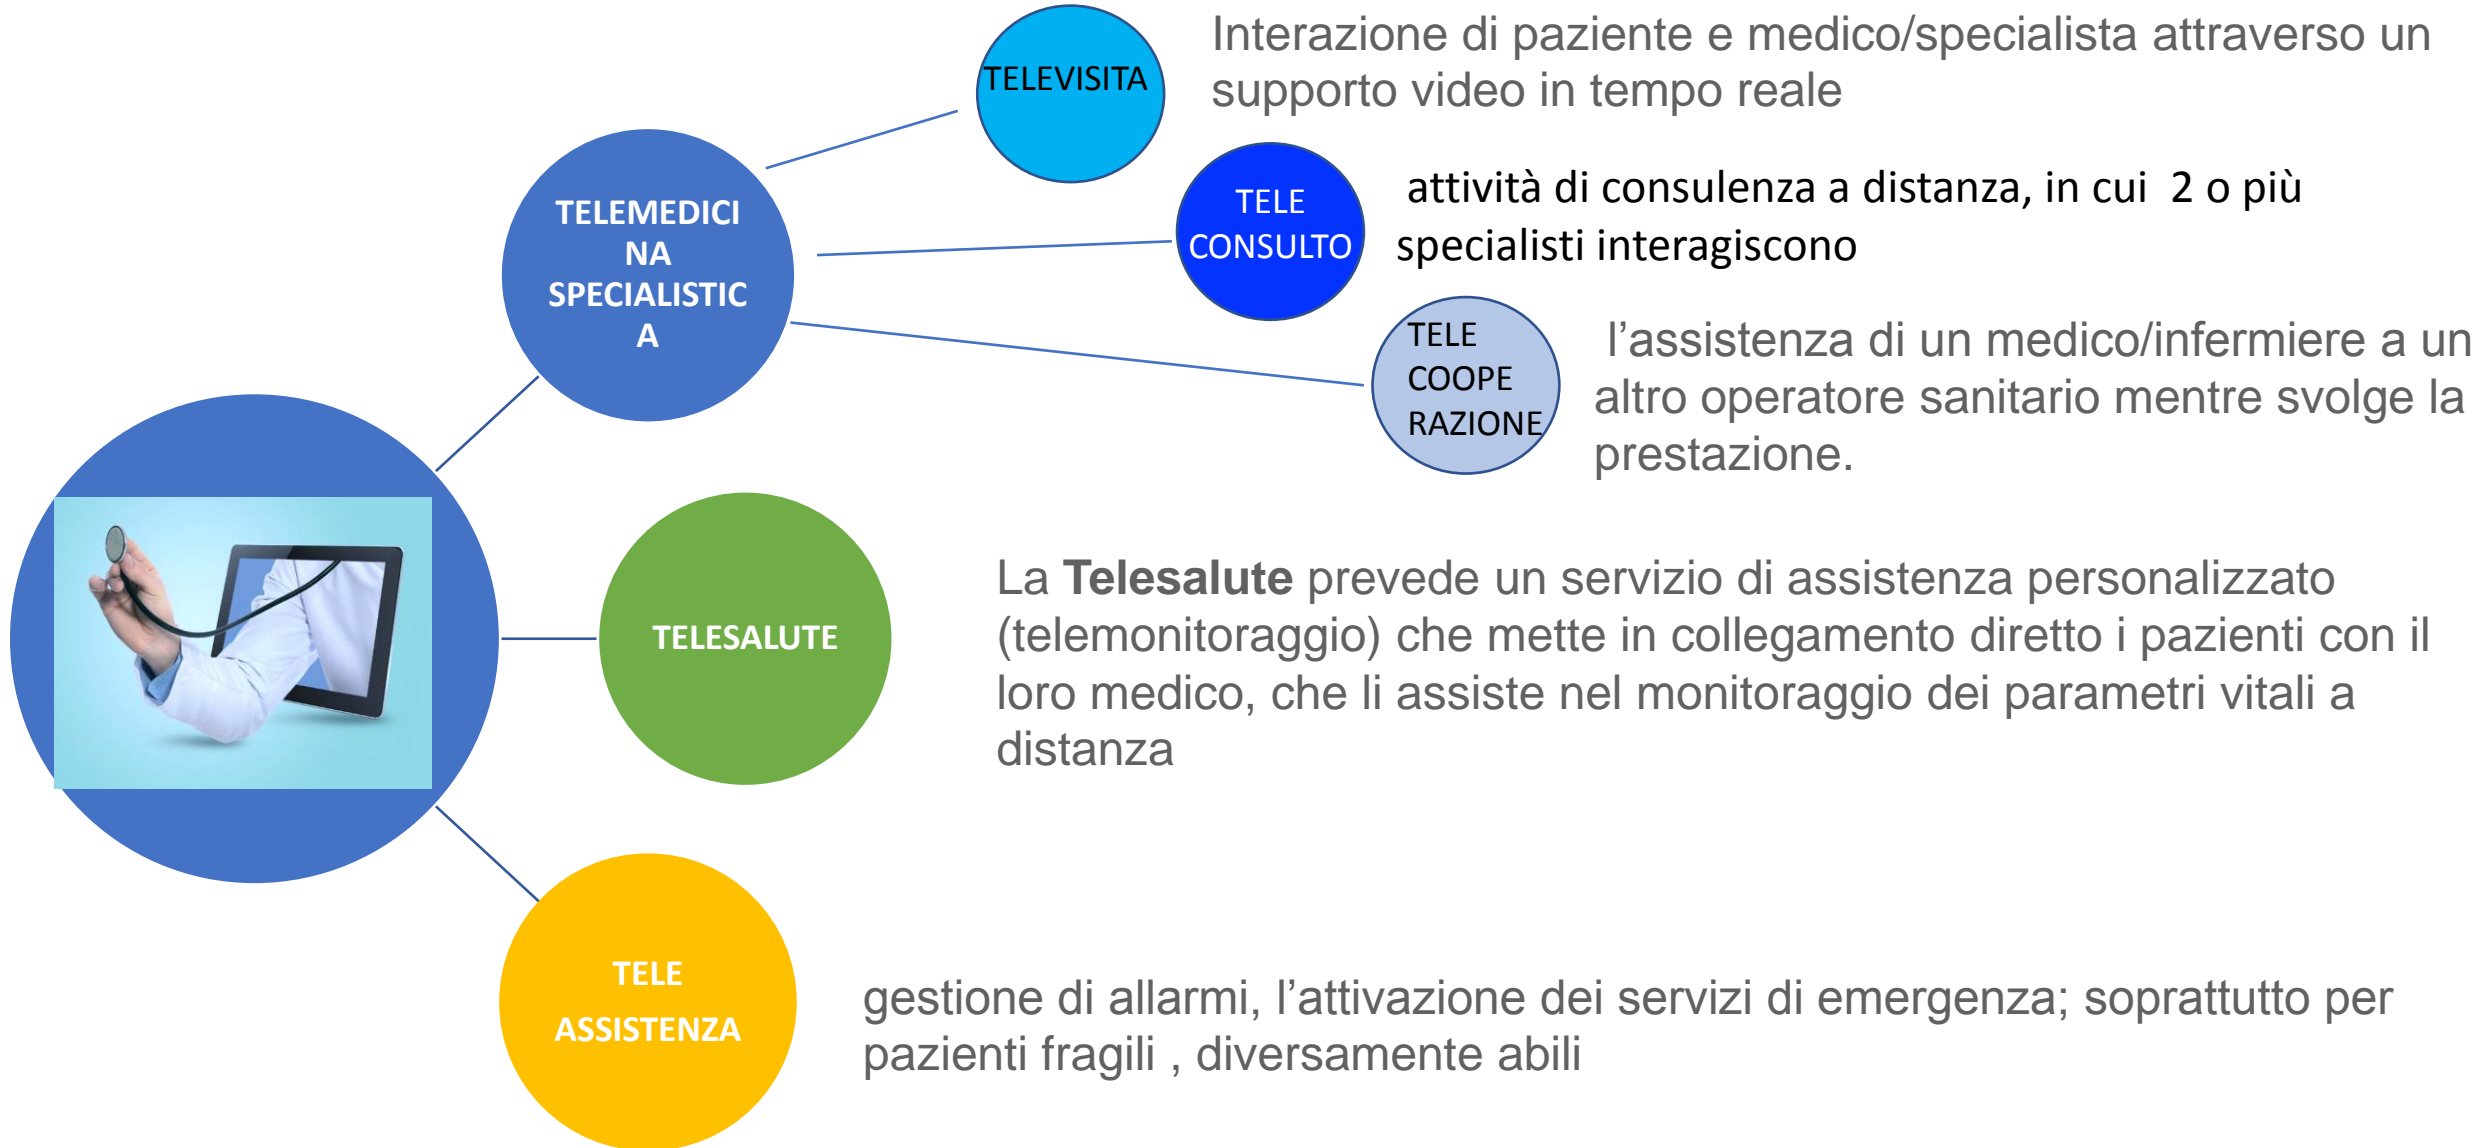 TELEVISITA
Interazione di paziente e medico/specialista attraverso un
supporto video in tempo reale
TELEMEDICI
NA
SPECIALISTIC
A
TELE
CONSULTO
attività di consulenza a distanza, in cui  2 o più
specialisti interagiscono
TELE
COOPE
RAZIONE
l’assistenza di un medico/infermiere a un
altro operatore sanitario mentre svolge la
prestazione.
TELESALUTE
La Telesalute prevede un servizio di assistenza personalizzato
(telemonitoraggio) che mette in collegamento diretto i pazienti con il
loro medico, che li assiste nel monitoraggio dei parametri vitali a
distanza
TELE
ASSISTENZA
gestione di allarmi, l’attivazione dei servizi di emergenza; soprattutto per
pazienti fragili , diversamente abili